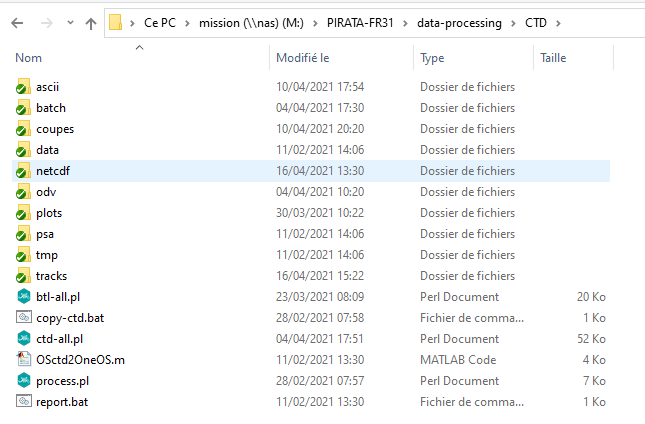 Ce PC > mission (\\nas) (M:) > PIRATA-FR31 > data-processing > CTD >
Nom Modifié le Type Taille
ascii 10/04/2021 17:54 Dossier de fichiers
batch 04/04/2021 17:30 Dossier de fichiers
coupes 10/04/2021 20:20 Dossier de fichiers
data 11/02/2021 14:06 Dossier de fichiers
netcdf 16/04/2021 13:30 Dossier de fichiers
odv 04/04/2021 10:20 Dossier de fichiers
plots 30/03/2021 10:22 Dossier de fichiers
psa 11/02/2021 14:06 Dossier de fichiers
tmp 11/02/2021 14:06 Dossier de fichiers
tracks 16/04/2021 15:22 Dossier de fichiers
btl-all.pl 23/03/2021 08:09 Perl Document 20 Ko
copy-ctd.bat 28/02/2021 07:58 Fichier de comma... 1 Ko
ctd-all.pl 04/04/2021 17:51 Perl Document 52 Ko
OSctd2OneOS.m 11/02/2021 13:30 MATLAB Code 4 Ko
process.pl 28/02/2021 07:57 Perl Document 7 Ko
report.bat 11/02/2021 13:30 Fichier de comma... 1 Ko